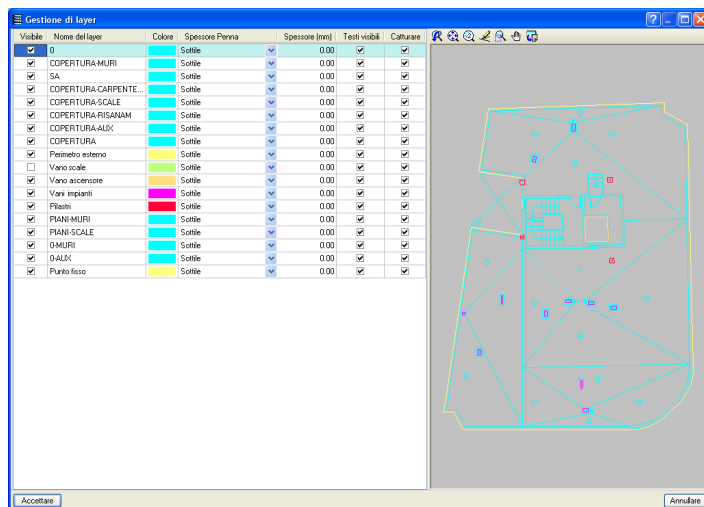 Gestione di layer
Visibile Nome del layer Colore Spessore Penna Spessore (mm) Testi visibili Catturare
0 Sottile 0.00
COPERTURA-MURI Sottile 0.00
SA Sottile 0.00
COPERTURA-CARPENTE... Sottile 0.00
COPERTURA-SCALE Sottile 0.00
COPERTURA-RISANAM Sottile 0.00
COPERTURA-AUX Sottile 0.00
COPERTURA Sottile 0.00
Perimetro esterno Sottile 0.00
Vano scale Sottile 0.00
Vano ascensore Sottile 0.00
Vani impianti Sottile 0.00
Pilastri Sottile 0.00
PIANI-MURI Sottile 0.00
PIANI-SCALE Sottile 0.00
0-MURI Sottile 0.00
0-AUX Sottile 0.00
Punto fisso Sottile 0.00
Accettare Annullare